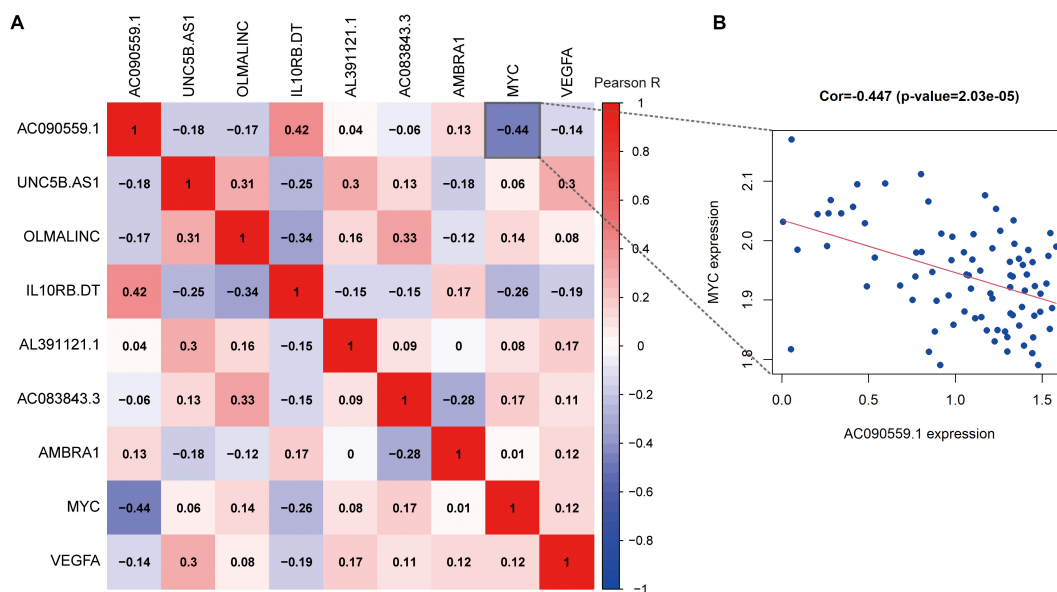 A
AC090559.1 UNC5B.AS1 OLMALINC IL10RB.DT AL391121.1 AC083843.3 AMBRA1 MYC VEGFA
Pearson R
AC090559.1 1 −0.18 −0.17 0.42 0.04 −0.06 0.13 −0.44 −0.14
UNC5B.AS1 −0.18 1 0.31 −0.25 0.3 0.13 −0.18 0.06 0.3
OLMALINC −0.17 0.31 1 −0.34 0.16 0.33 −0.12 0.14 0.08
IL10RB.DT 0.42 −0.25 −0.34 1 −0.15 −0.15 0.17 −0.26 −0.19
AL391121.1 0.04 0.3 0.16 −0.15 1 0.09 0 0.08 0.17
AC083843.3 −0.06 0.13 0.33 −0.15 0.09 1 −0.28 0.17 0.11
AMBRA1 0.13 −0.18 −0.12 0.17 0 −0.28 1 0.01 0.12
MYC −0.44 0.06 0.14 −0.26 0.08 0.17 0.01 1 0.12
VEGFA −0.14 0.3 0.08 −0.19 0.17 0.11 0.12 0.12 1
1
0.8
0.6
0.4
0.2
0
−0.2
−0.4
−0.6
−0.8
−1
B
Cor=-0.447 (p-value=2.03e-05)
MYC expression
2.1
2.0
1.9
1.8
0.0 0.5 1.0 1.5
AC090559.1 expression